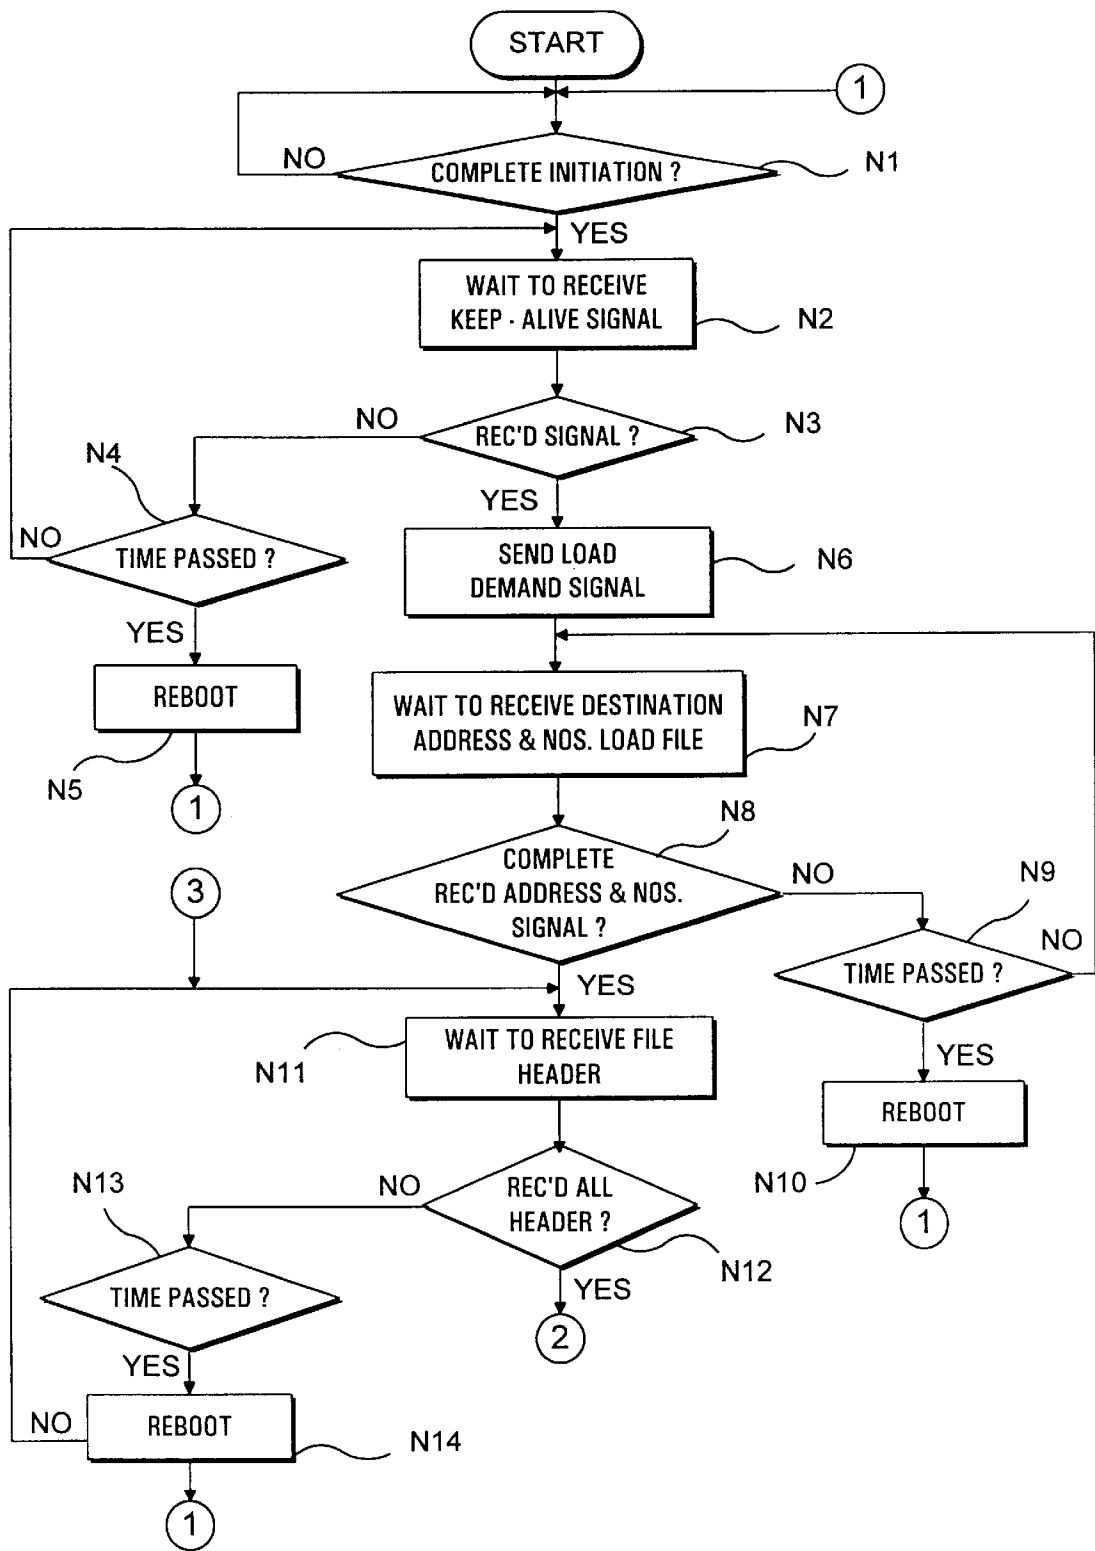 START
1
NO
COMPLETE INITIATION ?
N1
YES
WAIT TO RECEIVE
KEEP - ALIVE SIGNAL
N2
NO
REC'D SIGNAL ?
N3
N4
YES
NO
TIME PASSED ?
SEND LOAD
DEMAND SIGNAL
N6
YES
REBOOT
WAIT TO RECEIVE DESTINATION
ADDRESS & NOS. LOAD FILE
N7
N5
1
N8
COMPLETE
REC'D ADDRESS & NOS.
SIGNAL ?
NO
N9
3
NO
TIME PASSED ?
YES
WAIT TO RECEIVE FILE
HEADER
N11
YES
REBOOT
N10
1
N13
NO
REC'D ALL
HEADER ?
N12
TIME PASSED ?
YES
2
YES
NO
REBOOT
N14
1